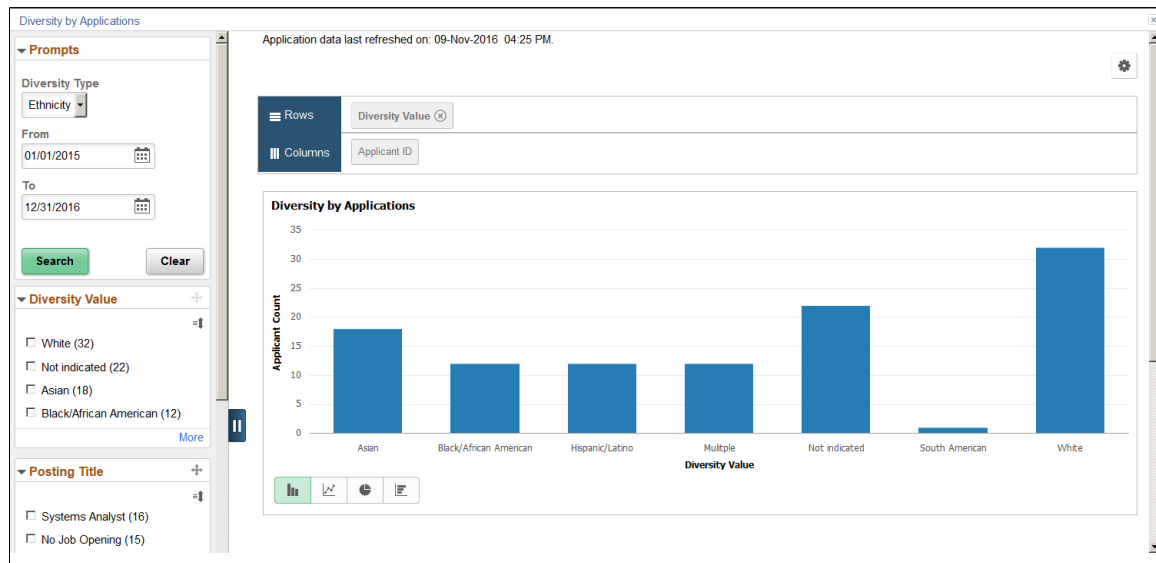 Diversity by Applications
Prompts
Diversity Type
Ethnicity
From
01/01/2015
To
12/31/2016
Search Clear
Diversity Value
White (32)
Not indicated (22)
Asian (18)
Black/African American (12)
More
Posting Title
Systems Analyst (16)
No Job Opening (15)
Application data last refreshed on: 09-Nov-2016 04:25 PM.
Rows Diversity Value
Columns Applicant ID
Diversity by Applications
Applicant Count
35
30
25
20
15
10
5
0
Asian Black/African American Hispanic/Latino Mulitple Not indicated South American White
Diversity Value